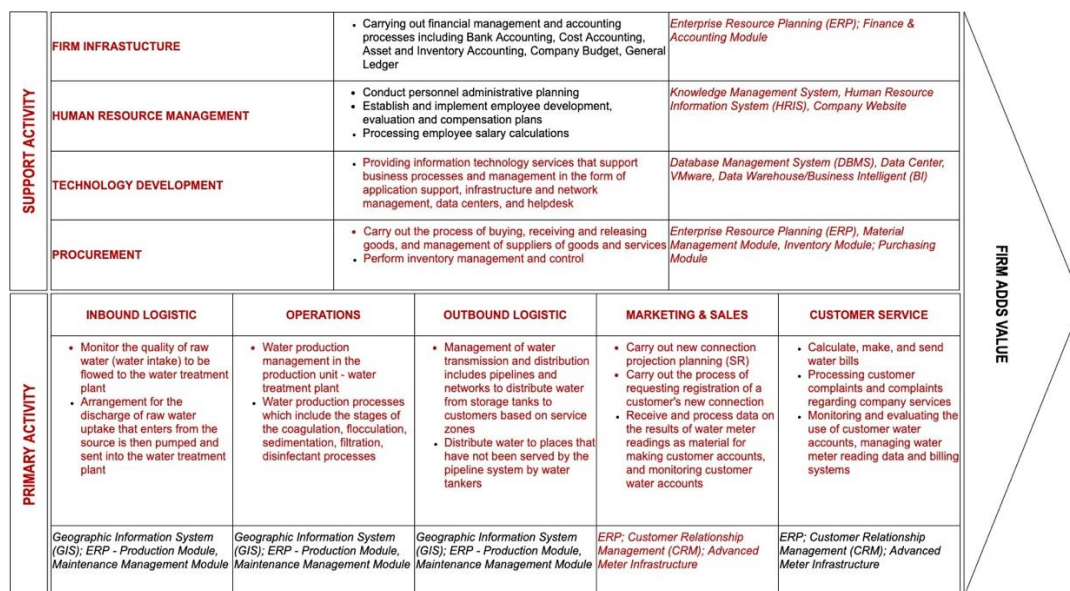 SUPPORT ACTIVITY
FIRM INFRASTUCTURE
• Carrying out financial management and accounting
processes including Bank Accounting, Cost Accounting,
Asset and Inventory Accounting, Company Budget, General
Ledger
Enterprise Resource Planning (ERP); Finance &
Accounting Module
HUMAN RESOURCE MANAGEMENT
• Conduct personnel administrative planning
• Establish and implement employee development,
evaluation and compensation plans
• Processing employee salary calculations
Knowledge Management System, Human Resource
Information System (HRIS), Company Website
TECHNOLOGY DEVELOPMENT
• Providing information technology services that support
business processes and management in the form of
application support, infrastructure and network
management, data centers, and helpdesk
Database Management System (DBMS), Data Center,
VMware, Data Warehouse/Business Intelligent (BI)
PROCUREMENT
• Carry out the process of buying, receiving and releasing
goods, and management of suppliers of goods and services
• Perform inventory management and control
Enterprise Resource Planning (ERP), Material
Management Module, Inventory Module; Purchasing
Module
PRIMARY ACTIVITY
INBOUND LOGISTIC
• Monitor the quality of raw
water (water intake) to be
flowed to the water treatment
plant
• Arrangement for the
discharge of raw water
uptake that enters from the
source is then pumped and
sent into the water treatment
plant
Geographic Information System
(GIS); ERP - Production Module,
Maintenance Management Module
OPERATIONS
• Water production
management in the
production unit - water
treatment plant
• Water production processes
which include the stages of
the coagulation, flocculation,
sedimentation, filtration,
disinfectant processes
Geographic Information System
(GIS); ERP - Production Module,
Maintenance Management Module
OUTBOUND LOGISTIC
• Management of water
transmission and distribution
includes pipelines and
networks to distribute water
from storage tanks to
customers based on service
zones
• Distribute water to places that
have not been served by the
pipeline system by water
tankers
Geographic Information System
(GIS); ERP - Production Module,
Maintenance Management Module
MARKETING & SALES
• Carry out new connection
projection planning (SR)
• Carry out the process of
requesting registration of a
customer's new connection
• Receive and process data on
the results of water meter
readings as material for
making customer accounts,
and monitoring customer
water accounts
ERP; Customer Relationship
Management (CRM); Advanced
Meter Infrastructure
CUSTOMER SERVICE
• Calculate, make, and send
water bills
• Processing customer
complaints and complaints
regarding company services
• Monitoring and evaluating the
use of customer water
accounts, managing water
meter reading data and billing
systems
ERP; Customer Relationship
Management (CRM); Advanced
Meter Infrastructure
FIRM ADDS VALUE